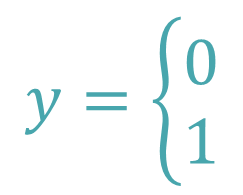 y = { 0
1